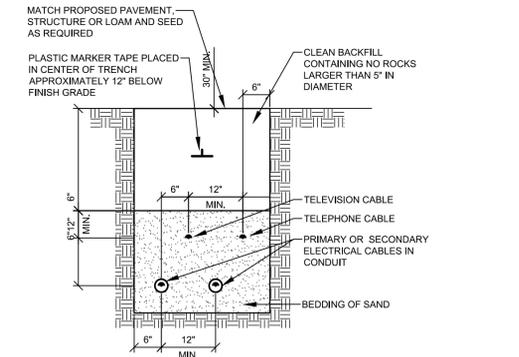 MATCH PROPOSED PAVEMENT,
STRUCTURE OR LOAM AND SEED
AS REQUIRED
PLASTIC MARKER TAPE PLACED
IN CENTER OF TRENCH
APPROXIMATELY 12" BELOW
FINISH GRADE
30" MIN.
6"
CLEAN BACKFILL
CONTAINING NO ROCKS
LARGER THAN 5" IN
DIAMETER
6"
6"
12"
MIN.
12"
MIN.
6"
TELEVISION CABLE
TELEPHONE CABLE
PRIMARY OR SECONDARY
ELECTRICAL CABLES IN
CONDUIT
BEDDING OF SAND
6"
12"
MIN.